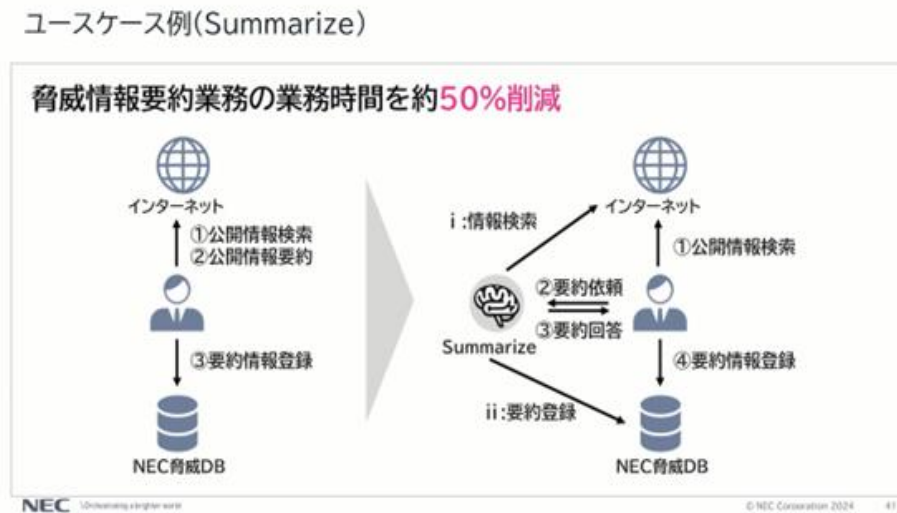 ユースケース例(Summarize)
脅威情報要約業務の業務時間を約50%削減
インターネット
①公開情報検索
②公開情報要約
③要約情報登録
NEC脅威DB
インターネット
i:情報検索
①公開情報検索
②要約依頼
③要約回答
Summarize
④要約情報登録
ii:要約登録
NEC脅威DB
NEC \Orchestrating a brighter world
© NEC Corporation 2024
41